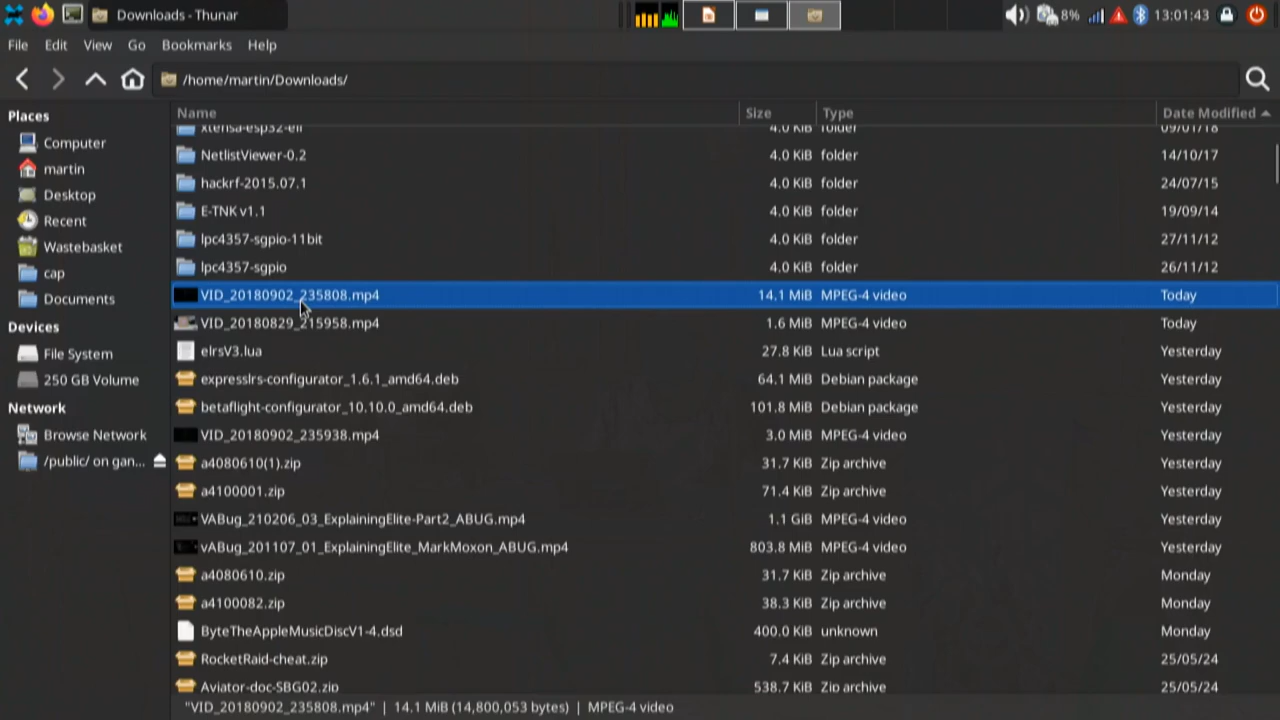 Downloads - Thunar
8%
13:01:43
File Edit View Go Bookmarks Help
/home/martin/Downloads/
Places
Computer
martin
Desktop
Recent
Wastebasket
cap
Documents
Devices
File System
250 GB Volume
Network
Browse Network
/public/ on gan...
Name Size Type Date Modified
xtensa-esp32-elf 4.0 KiB folder 09/01/18
NetlistViewer-0.2 4.0 KiB folder 14/10/17
hackrf-2015.07.1 4.0 KiB folder 24/07/15
E-TNK v1.1 4.0 KiB folder 19/09/14
lpc4357-sgpio-11bit 4.0 KiB folder 27/11/12
lpc4357-sgpio 4.0 KiB folder 26/11/12
VID_20180902_235808.mp4 14.1 MiB MPEG-4 video Today
VID_20180829_215958.mp4 1.6 MiB MPEG-4 video Today
elrsV3.lua 27.8 KiB Lua script Yesterday
expresslrs-configurator_1.6.1_amd64.deb 64.1 MiB Debian package Yesterday
betaflight-configurator_10.10.0_amd64.deb 101.8 MiB Debian package Yesterday
VID_20180902_235938.mp4 3.0 MiB MPEG-4 video Yesterday
a4080610(1).zip 31.7 KiB Zip archive Yesterday
a4100001.zip 71.4 KiB Zip archive Yesterday
VABug_210206_03_ExplainingElite-Part2_ABUG.mp4 1.1 GiB MPEG-4 video Yesterday
vABug_201107_01_ExplainingElite_MarkMoxon_ABUG.mp4 803.8 MiB MPEG-4 video Yesterday
a4080610.zip 31.7 KiB Zip archive Monday
a4100082.zip 38.3 KiB Zip archive Monday
ByteTheAppleMusicDiscV1-4.dsd 400.0 KiB unknown Monday
RocketRaid-cheat.zip 7.4 KiB Zip archive 25/05/24
Aviator-doc-SBG02.zip 538.7 KiB Zip archive 25/05/24
"VID_20180902_235808.mp4" | 14.1 MiB (14,800,053 bytes) | MPEG-4 video